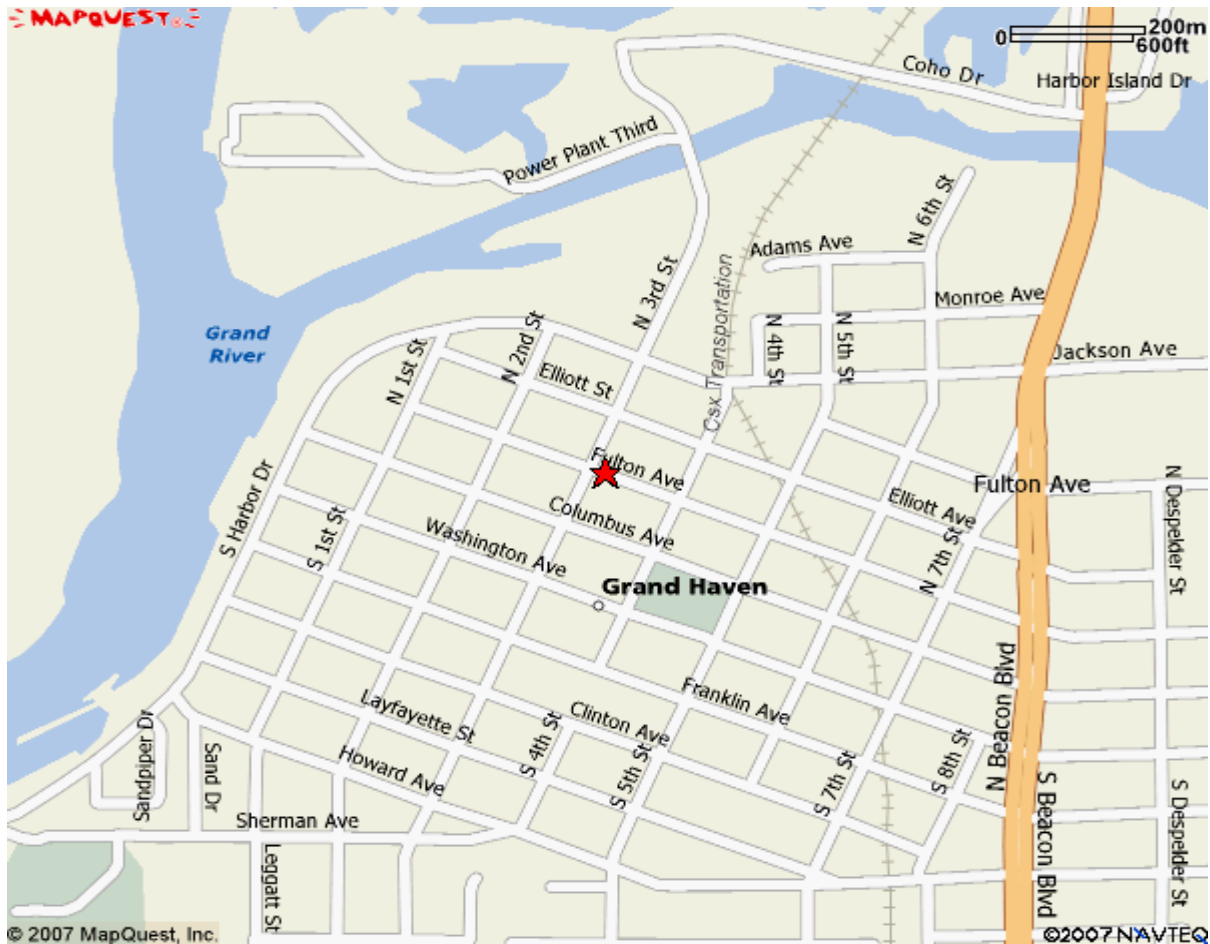 MAPQUEST®
0
200m
600ft
Coho Dr
Harbor Island Dr
Power Plant Third
N 6th St
Adams Ave
N 3rd St
Csx Transportation
Monroe Ave
Grand
River
N 2nd St
N 4th St
N 5th St
Jackson Ave
N 1st St
Elliott St
Fulton Ave
Fulton Ave
S Harbor Dr
Columbus Ave
Elliott Ave
N Despelder St
S 1st St
Washington Ave
N 7th St
Grand Haven
N Beacon Blvd
Franklin Ave
Layfayette St
Clinton Ave
S 4th St
S 8th St
Sandpiper Dr
Sand Dr
Howard Ave
S 5th St
S 7th St
S Beacon Blvd
S Despelder St
Sherman Ave
Leggatt St
© 2007 MapQuest, Inc.
©2007 NAVTEQ